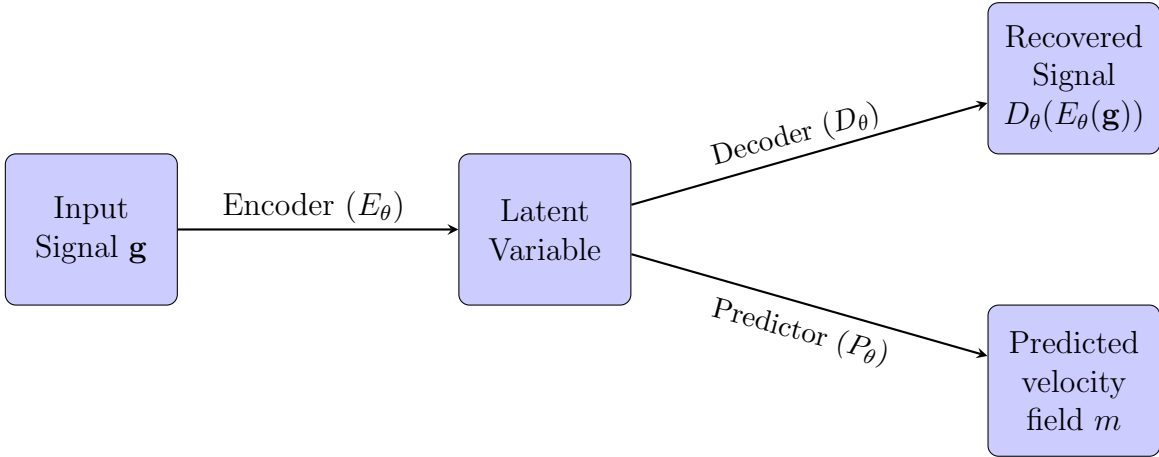 Input
Signal g
Encoder (E_θ)
Latent
Variable
Decoder (D_θ)
Recovered
Signal
D_θ(E_θ(g))
Predictor (P_θ)
Predicted
velocity
field m